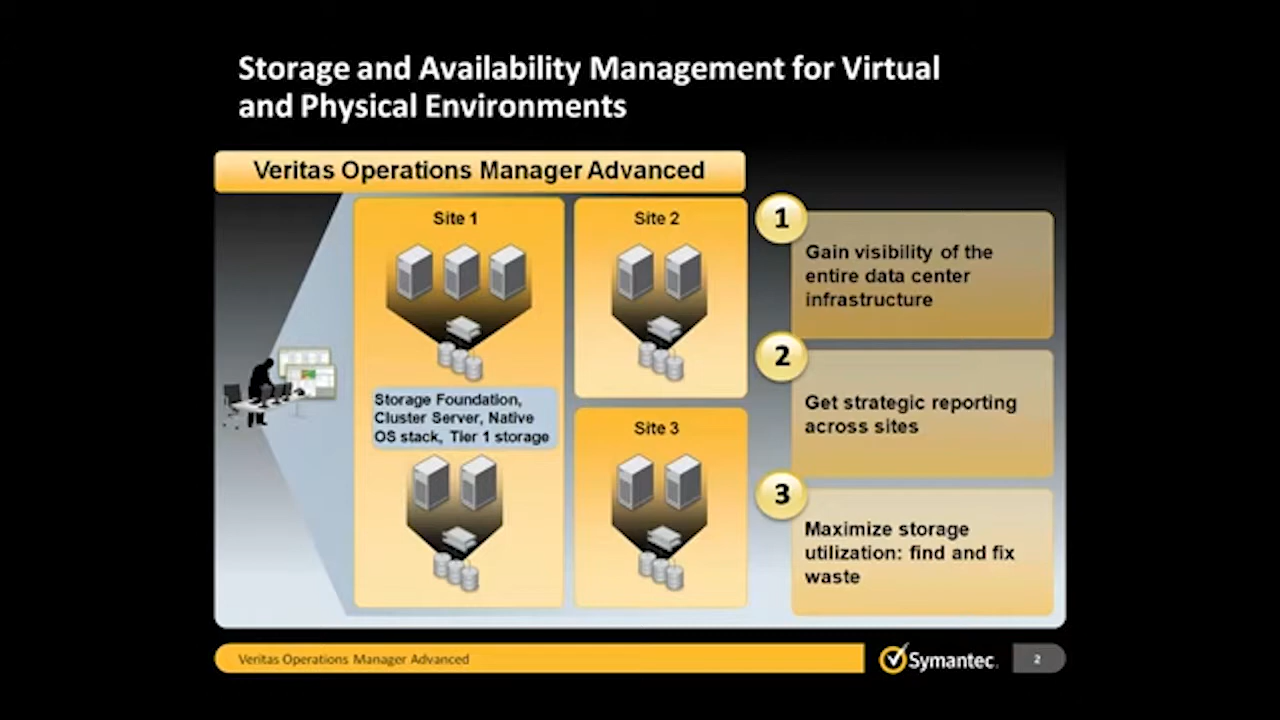 Storage and Availability Management for Virtual
and Physical Environments
Veritas Operations Manager Advanced
Site 1
Storage Foundation,
Cluster Server, Native
OS stack, Tier 1 storage
Site 2
Site 3
1
Gain visibility of the
entire data center
infrastructure
2
Get strategic reporting
across sites
3
Maximize storage
utilization: find and fix
waste
Veritas Operations Manager Advanced
Symantec.
2